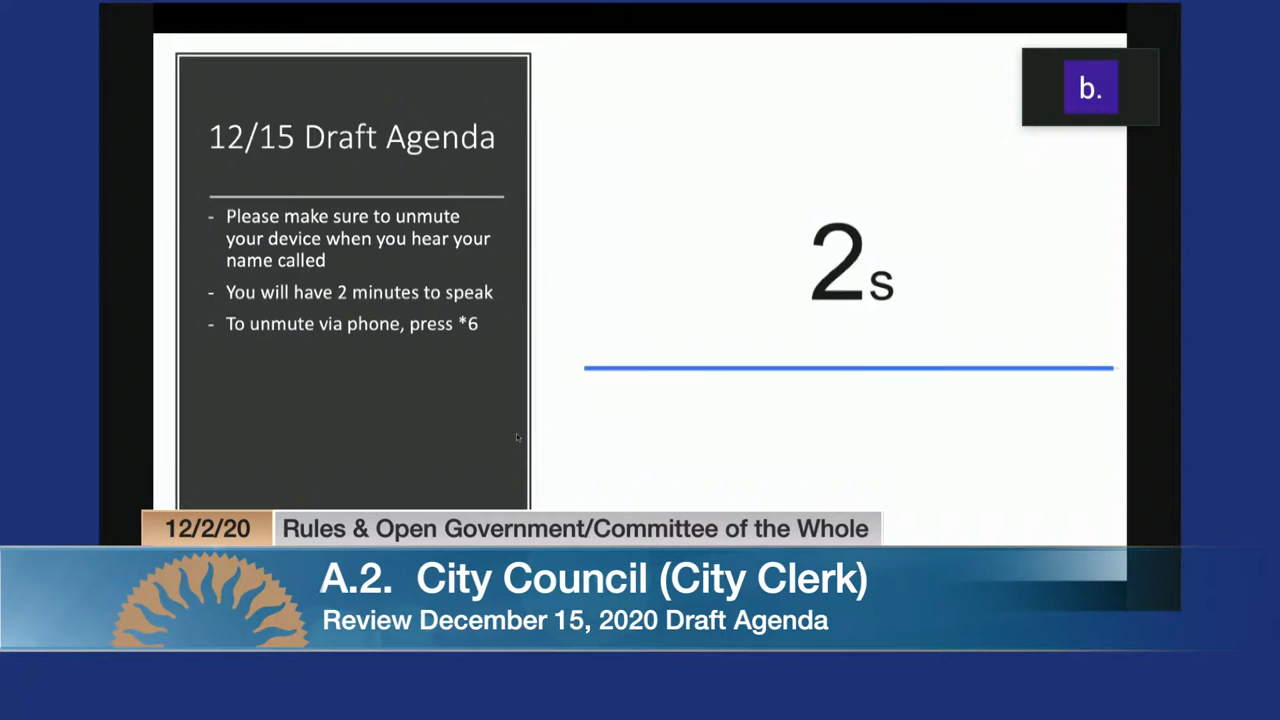 12/15 Draft Agenda
- Please make sure to unmute
your device when you hear your
name called
- You will have 2 minutes to speak
- To unmute via phone, press *6
b.
2s
12/2/20
Rules & Open Government/Committee of the Whole
A.2. City Council (City Clerk)
Review December 15, 2020 Draft Agenda